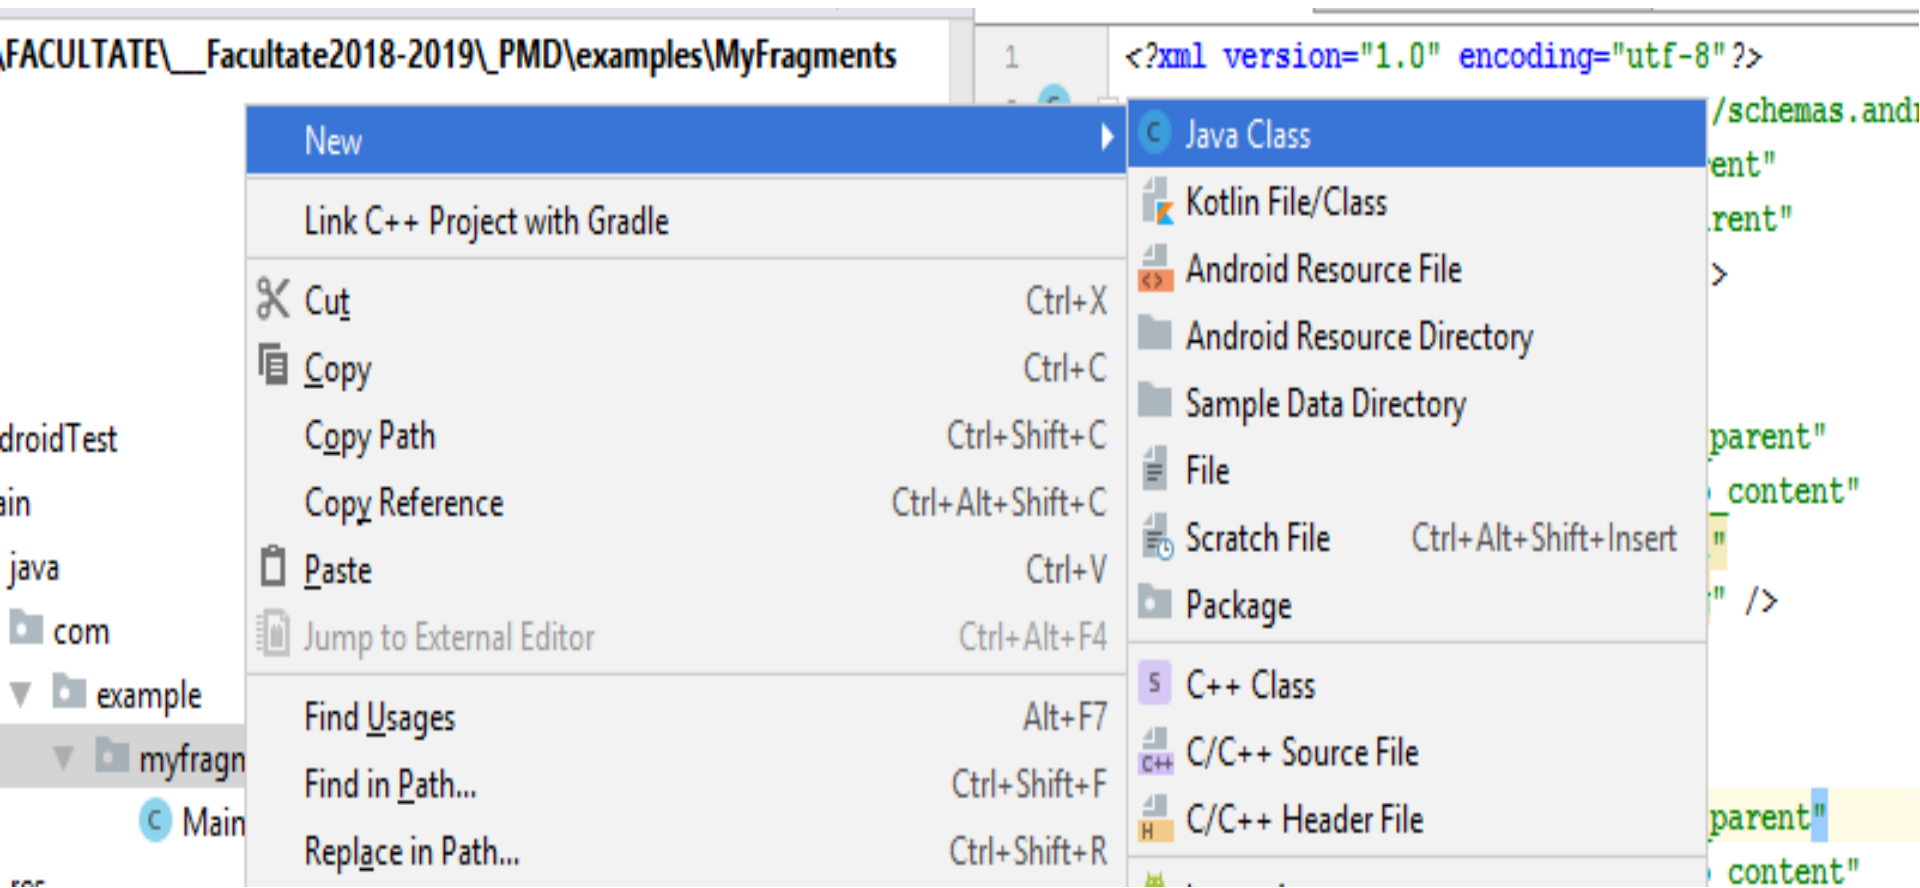 \FACULTATE\__Facultate2018-2019\_PMD\examples\MyFragments
droidTest
ain
java
com
example
myfragn
Main
New
Link C++ Project with Gradle
Cut Ctrl+X
Copy Ctrl+C
Copy Path Ctrl+Shift+C
Copy Reference Ctrl+Alt+Shift+C
Paste Ctrl+V
Jump to External Editor Ctrl+Alt+F4
Find Usages Alt+F7
Find in Path... Ctrl+Shift+F
Replace in Path... Ctrl+Shift+R
C Java Class
Kotlin File/Class
<> Android Resource File
Android Resource Directory
Sample Data Directory
File
Scratch File Ctrl+Alt+Shift+Insert
Package
S C++ Class
C++ C/C++ Source File
H C/C++ Header File
1 <?xml version="1.0" encoding="utf-8"?>
/schemas.andr
ent"
rent"
>
parent"
_content"
"
" />
parent"
content"